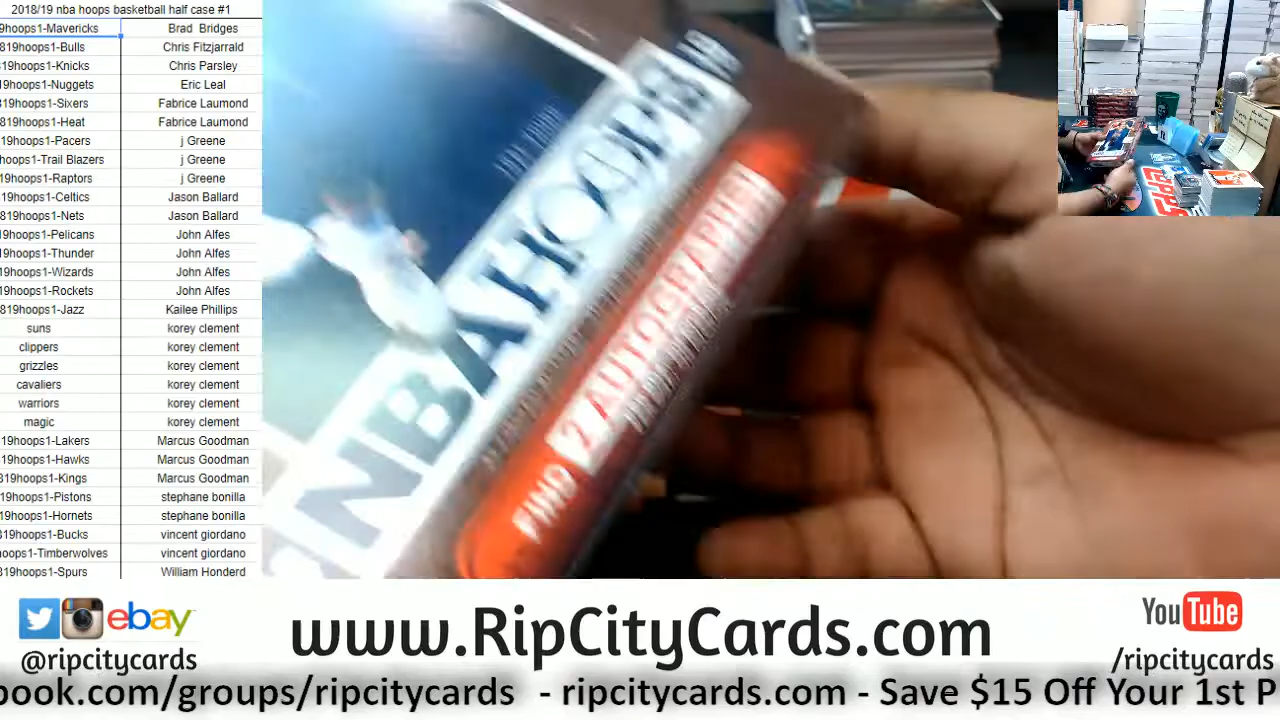 2018/19 nba hoops basketball half case #1
9hoops1-Mavericks Brad Bridges
819hoops1-Bulls Chris Fitzjarrald
19hoops1-Knicks Chris Parsley
19hoops1-Nuggets Eric Leal
819hoops1-Sixers Fabrice Laumond
819hoops1-Heat Fabrice Laumond
19hoops1-Pacers j Greene
hoops1-Trail Blazers j Greene
19hoops1-Raptors j Greene
19hoops1-Celtics Jason Ballard
819hoops1-Nets Jason Ballard
19hoops1-Pelicans John Alfes
19hoops1-Thunder John Alfes
19hoops1-Wizards John Alfes
19hoops1-Rockets John Alfes
819hoops1-Jazz Kailee Phillips
suns korey clement
clippers korey clement
grizzles korey clement
cavaliers korey clement
warriors korey clement
magic korey clement
19hoops1-Lakers Marcus Goodman
19hoops1-Hawks Marcus Goodman
819hoops1-Kings Marcus Goodman
19hoops1-Pistons stephane bonilla
19hoops1-Hornets stephane bonilla
819hoops1-Bucks vincent giordano
hoops1-Timberwolves vincent giordano
819hoops1-Spurs William Honderd
NBA HOOPS
FIND 2 AUTOGRAPHS
ebay
@ripcitycards
www.RipCityCards.com
YouTube
/ripcitycards
book.com/groups/ripcitycards - ripcitycards.com - Save $15 Off Your 1st P